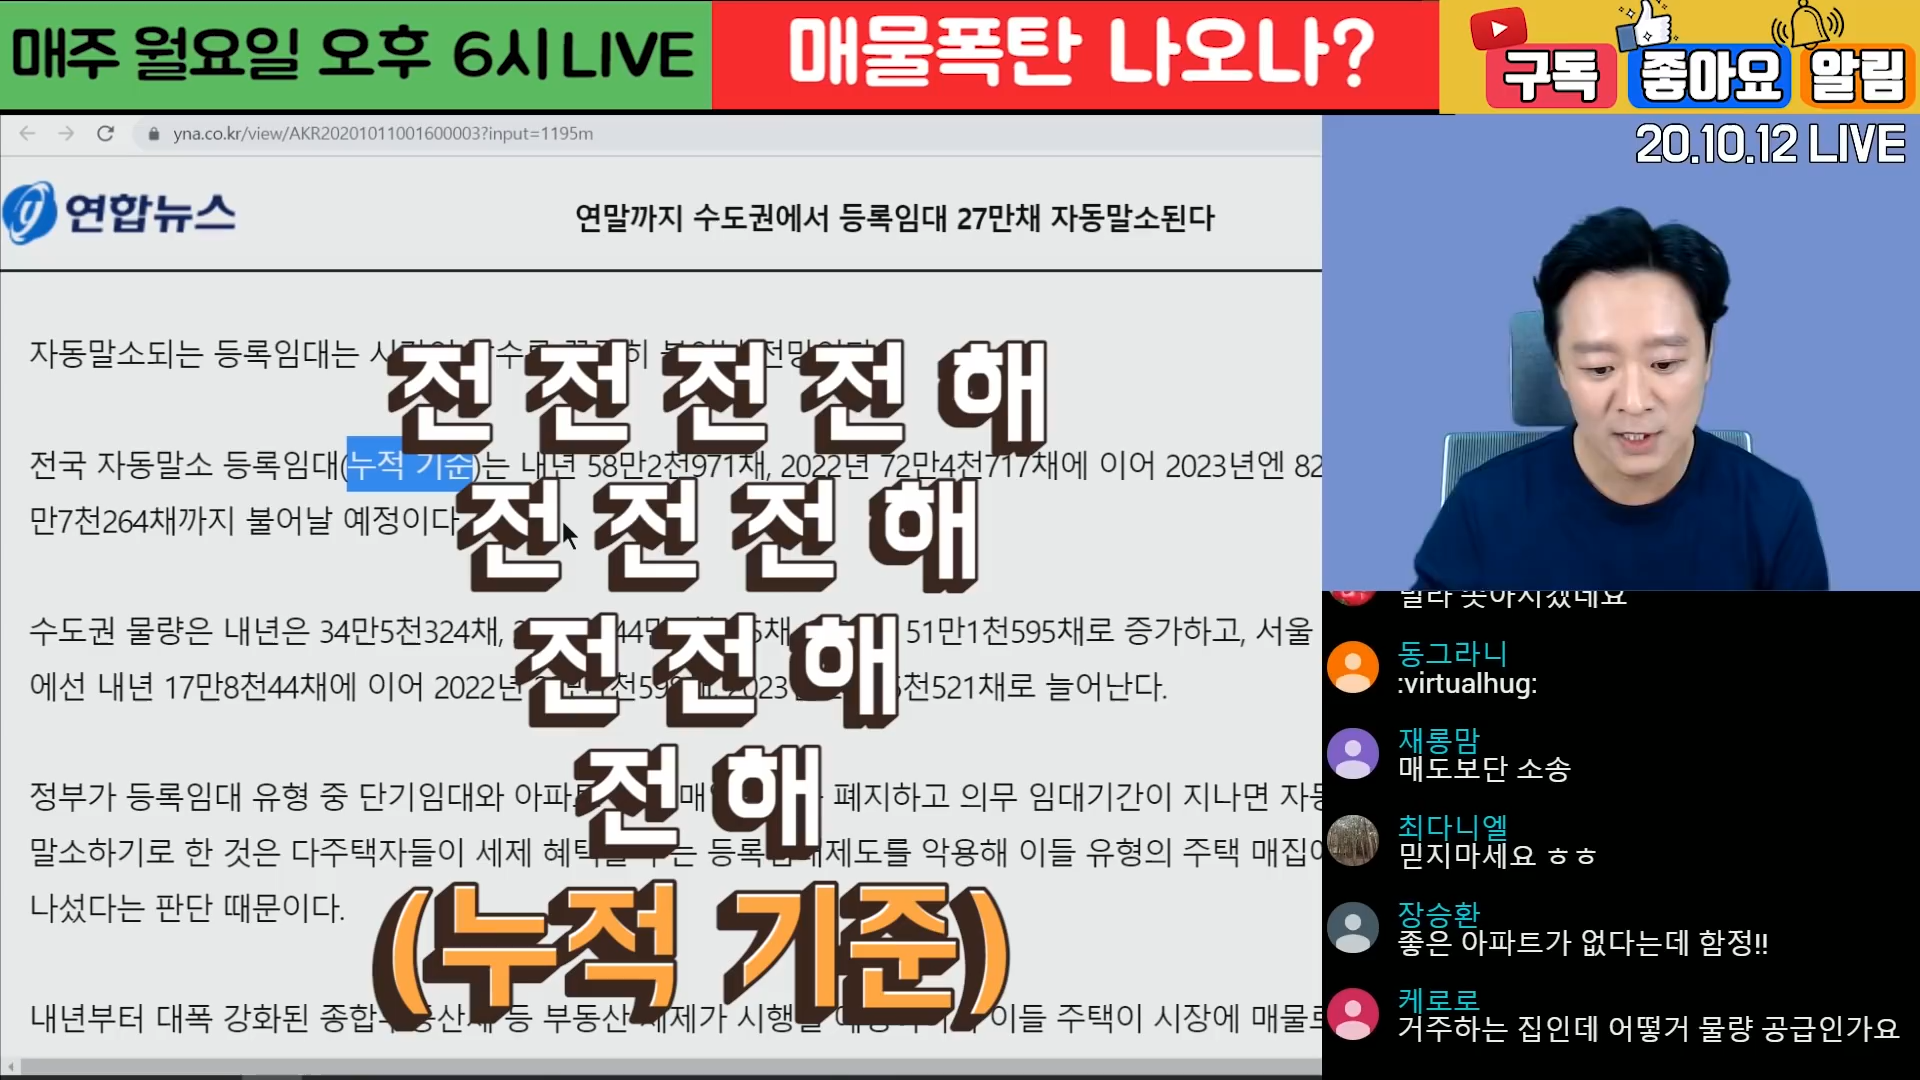 매주 월요일 오후 6시 LIVE
매물폭탄 나오나?
구독 좋아요 알림
20.10.12 LIVE
yna.co.kr/view/AKR20201011001600003?input=1195m
연합뉴스
연말까지 수도권에서 등록임대 27만채 자동말소된다
자동말소되는 등록임대는
전 전 전 전 해
전국 자동말소 등록임대(누적 기준)는 내년 58만2천971채, 2022년 72만4천717채에 이어 2023년엔 82
만7천264채까지 불어날 예정이다
전 전 전 해
수도권 물량은 내년은 34만5천324채, 51만1천595채로 증가하고, 서울
전 전 해
에선 내년 17만8천44채에 이어 2022년 521채로 늘어난다.
전 해
정부가 등록임대 유형 중 단기임대와 폐지하고 의무 임대기간이 지나면
말소하기로 한 것은 다주택자들이 세제 악용해 이들 유형의 주택 매집에
나섰다는 판단 때문이다.
(누적 기준)
내년부터 대폭 강화된 등 부동산 이들 주택이 시장에
동그라니
:virtualhug:
재롱맘
매도보단 소송
최다니엘
믿지마세요 ㅎㅎ
장승환
좋은 아파트가 없다는데 함정!!
케로로
거주하는 집인데 어떻거 물량 공급인가요